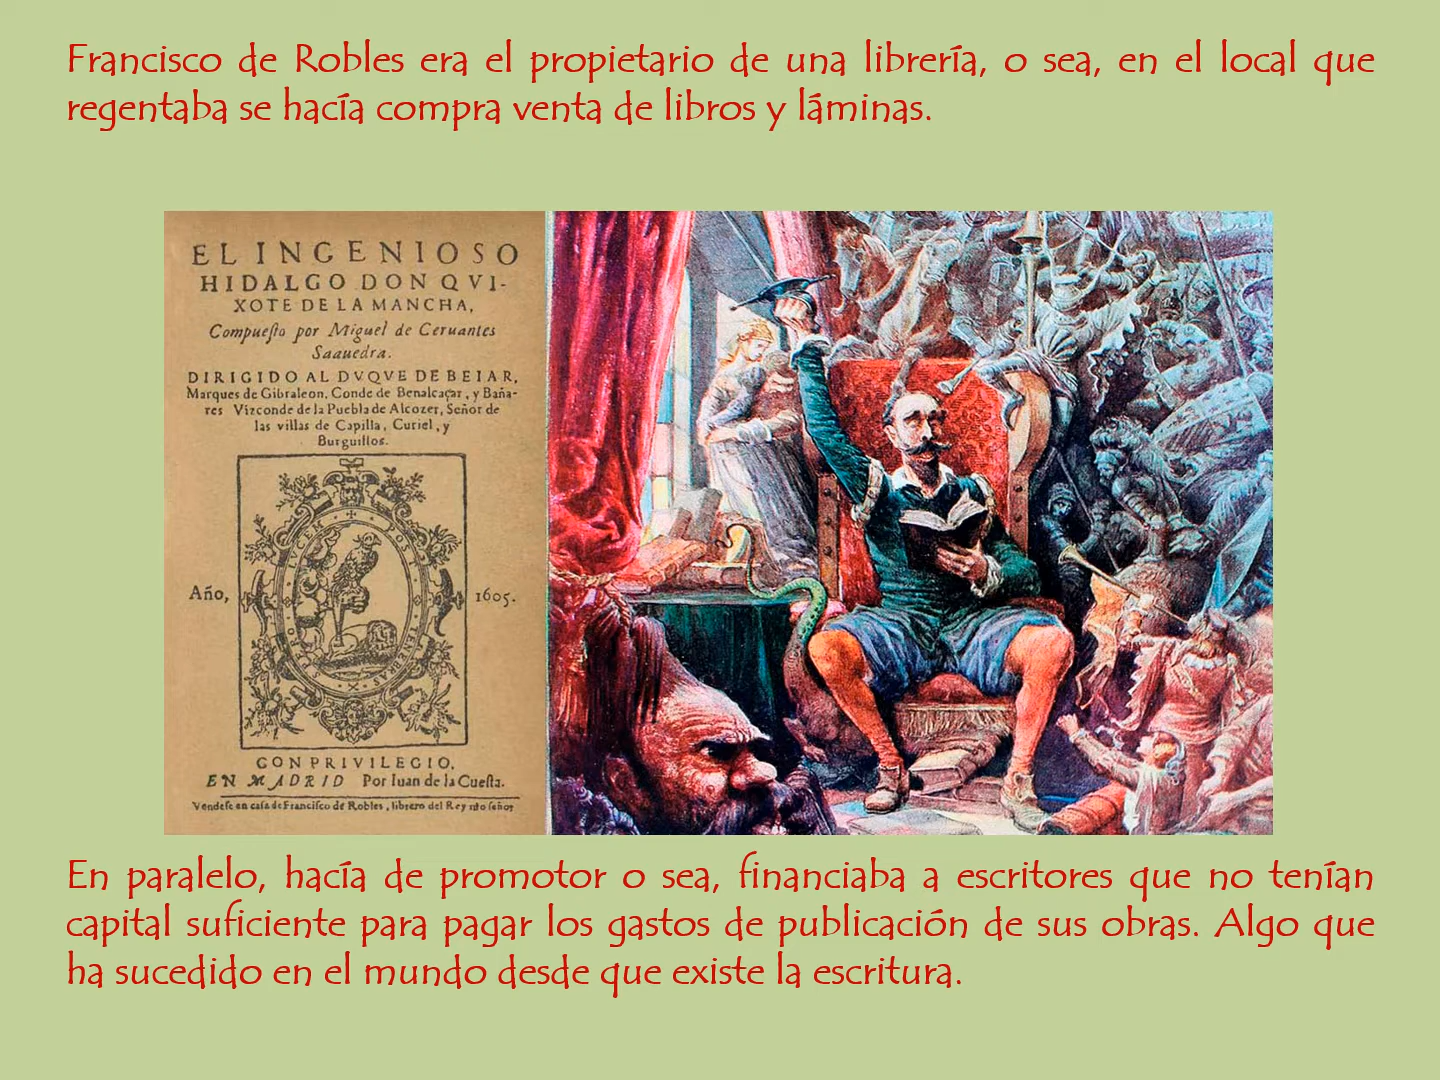 Francisco de Robles era el propietario de una librería, o sea, en el local que
regentaba se hacía compra venta de libros y láminas.
EL INGENIOSO
HIDALGO DON QVI-
XOTE DE LA MANCHA,
Compueſto por Miguel de Ceruantes
Saauedra.
DIRIGIDO AL DVQVE DE BEIAR,
Marques de Gibraleon, Conde de Benalcaçar, y Baña-
res Vizconde de la Puebla de Alcozer, Señor de
las villas de Capilla, Curiel, y
Burguillos.
Año, 1605.
CON PRIVILEGIO,
EN MADRID Por Iuan de la Cueſta.
Vendeſe en caſa de Franciſco de Robles, librero del Rey nro ſeñor
En paralelo, hacía de promotor o sea, financiaba a escritores que no tenían
capital suficiente para pagar los gastos de publicación de sus obras. Algo que
ha sucedido en el mundo desde que existe la escritura.